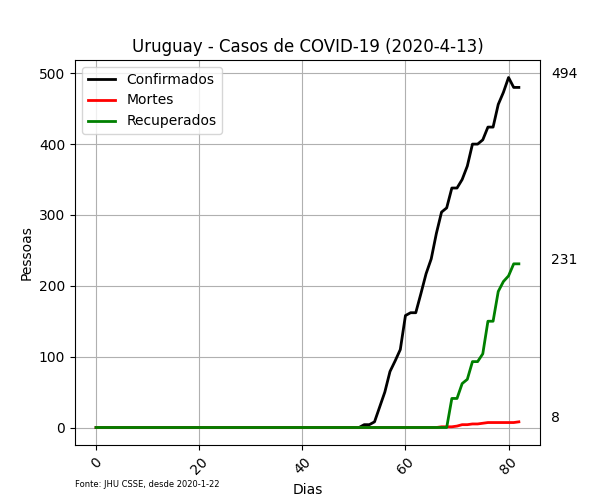 Uruguay - Casos de COVID-19 (2020-4-13)
Confirmados
Mortes
Recuperados
500
400
300
200
100
0
Pessoas
494
231
8
0
20
40
60
80
Dias
Fonte: JHU CSSE, desde 2020-1-22